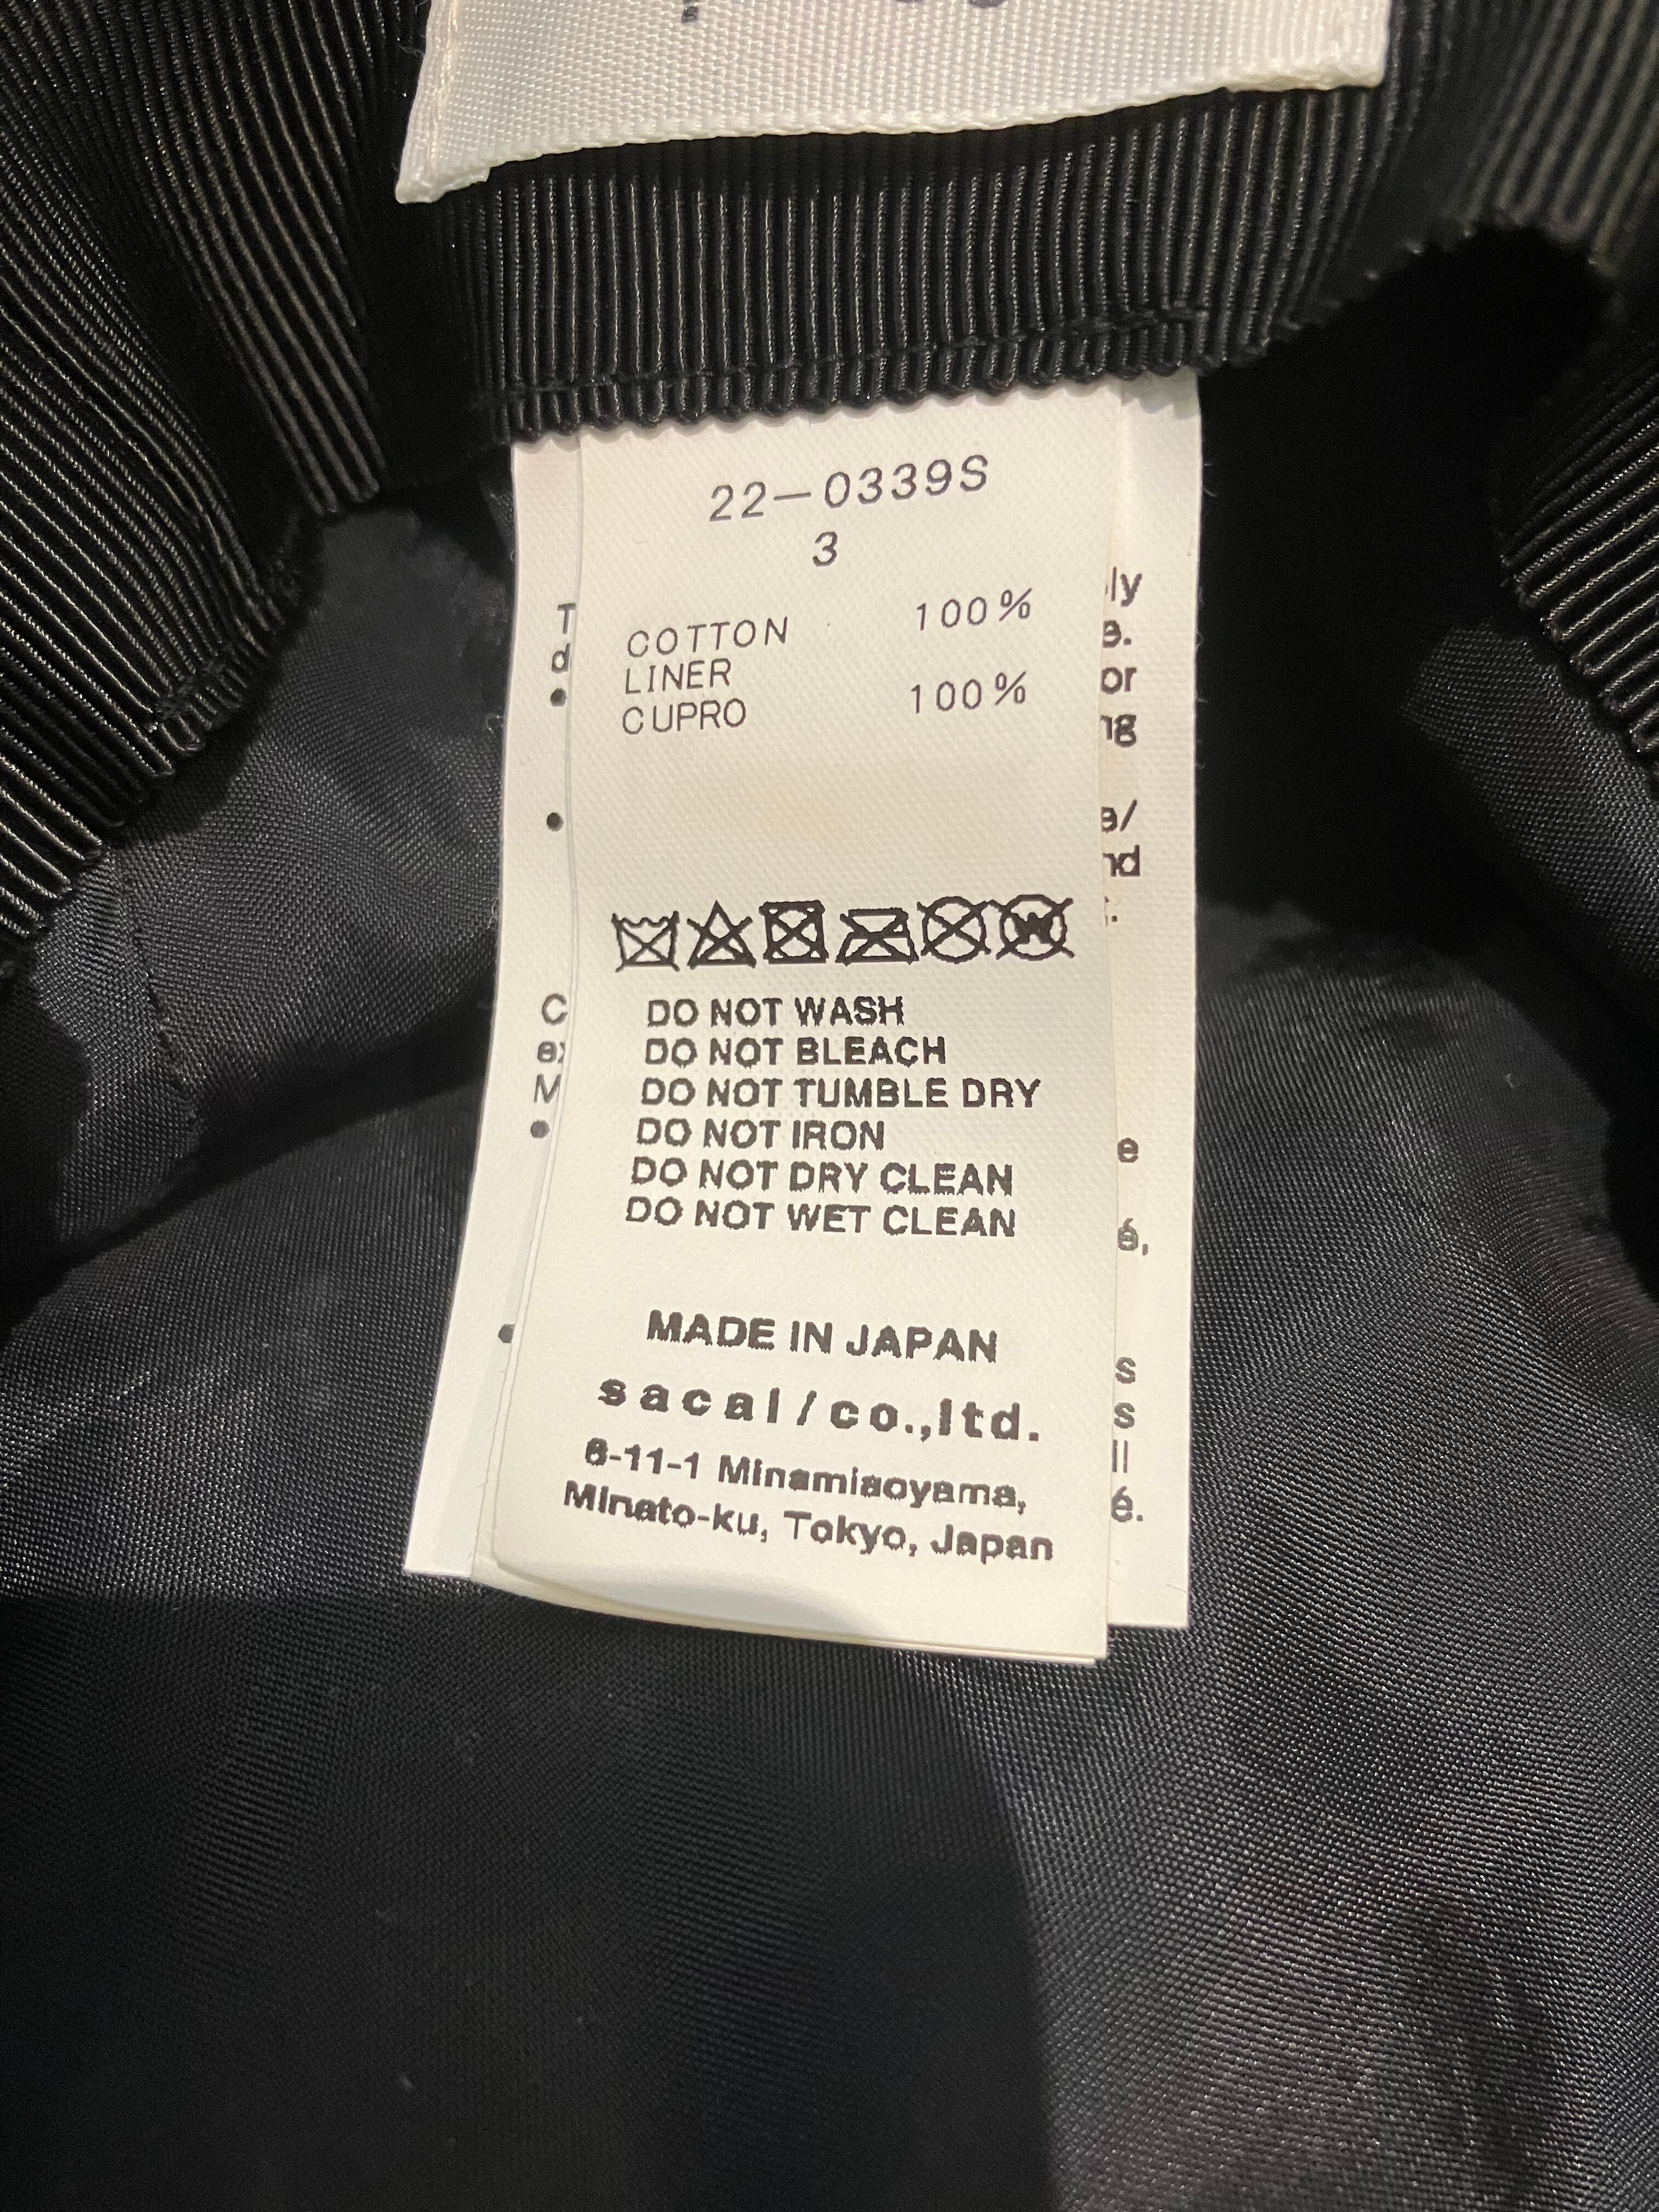 22-0339S
3
COTTON 100%
LINER
CUPRO 100%
DO NOT WASH
DO NOT BLEACH
DO NOT TUMBLE DRY
DO NOT IRON
DO NOT DRY CLEAN
DO NOT WET CLEAN
MADE IN JAPAN
sacai/co.,ltd.
6-11-1 Minamiaoyama,
Minato-ku, Tokyo, Japan